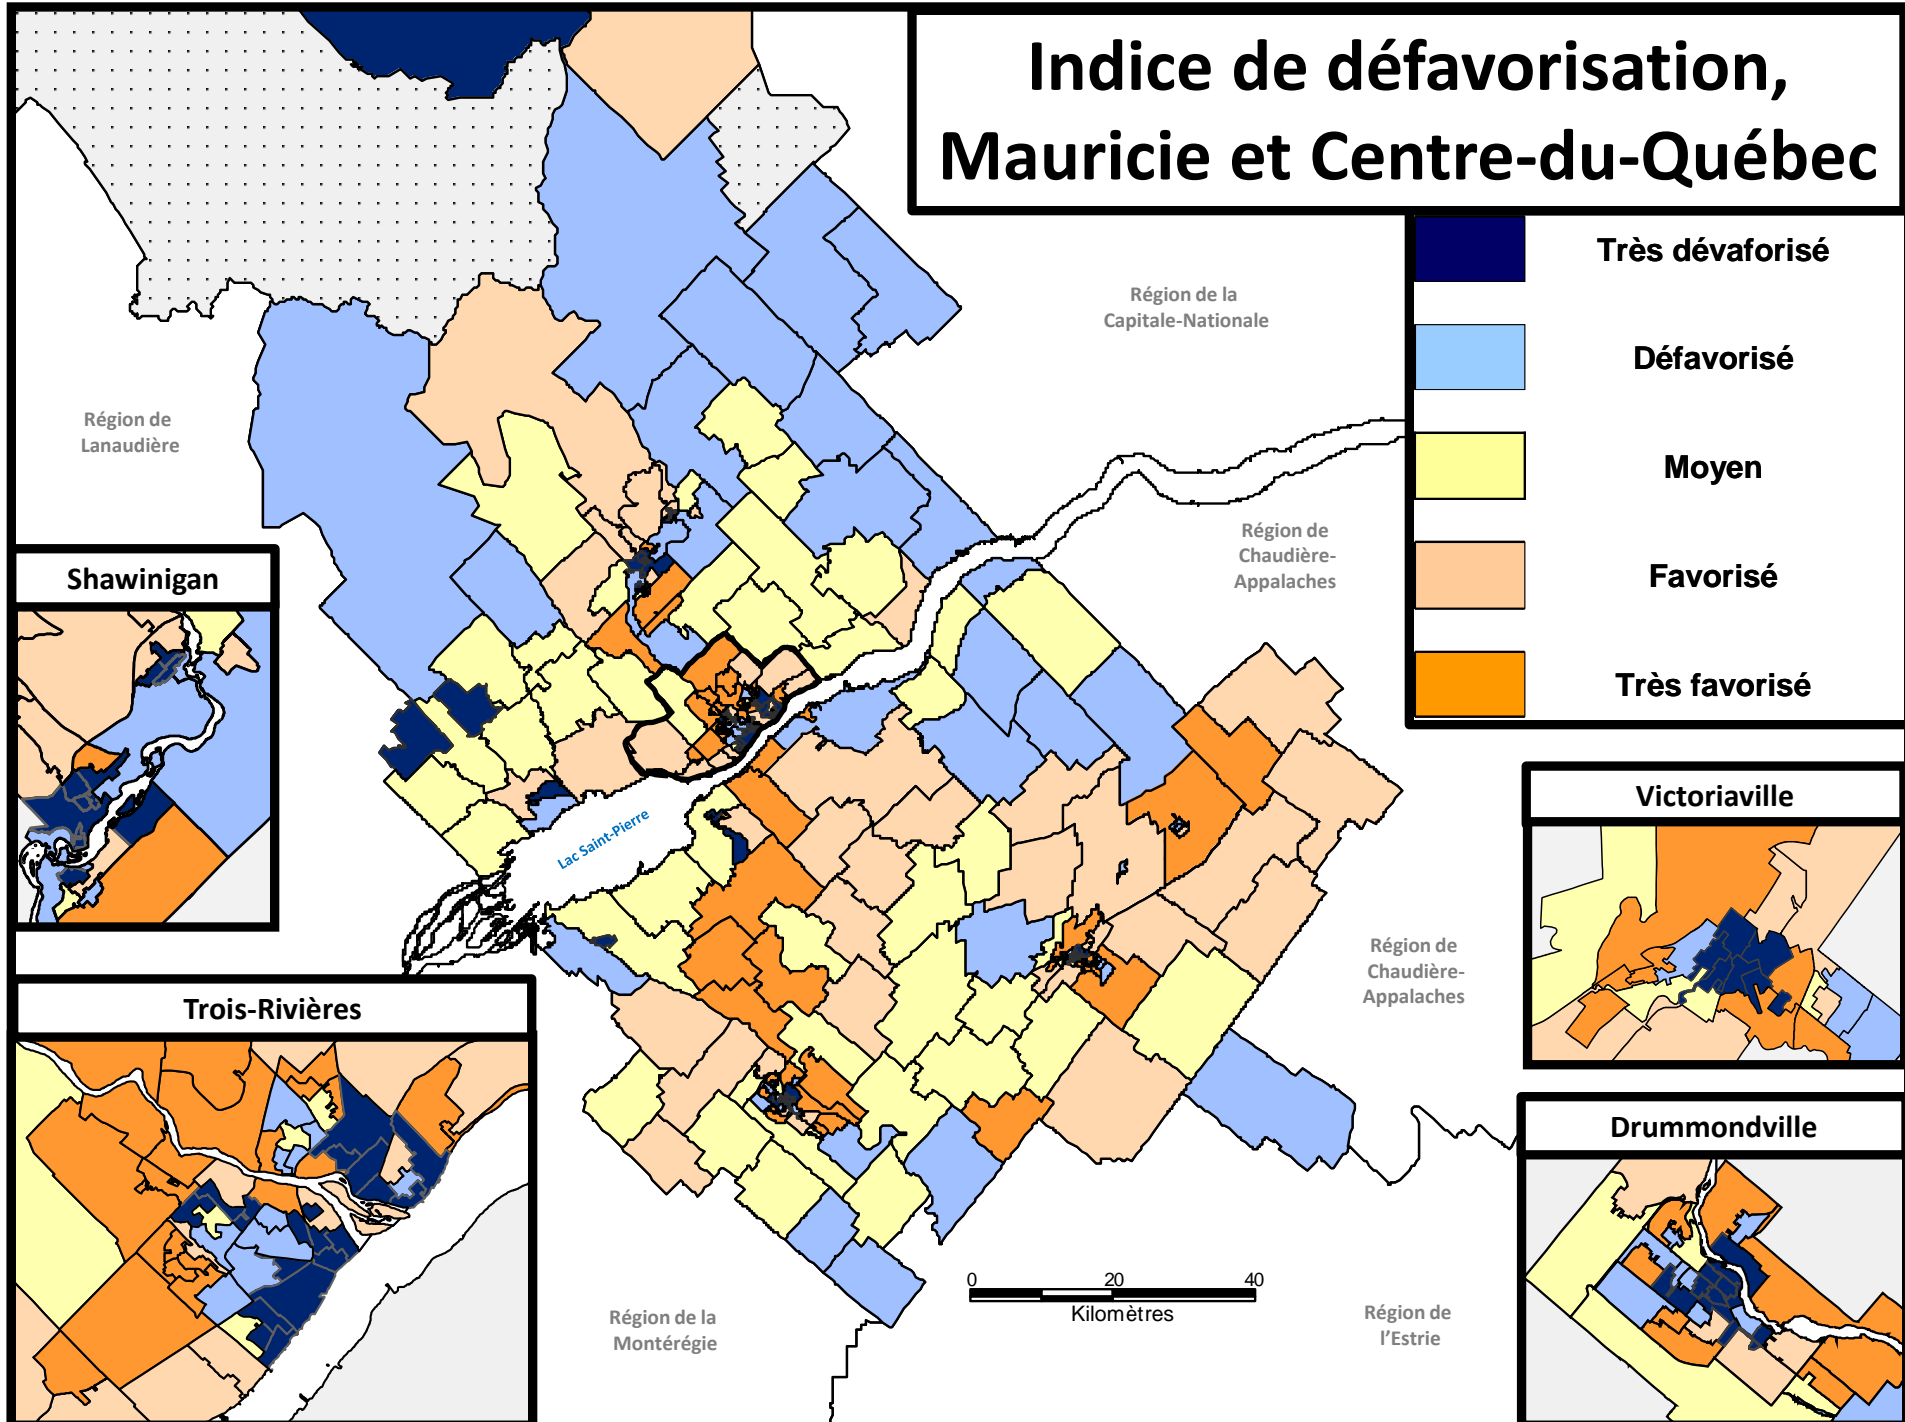 Indice de défavorisation,
Mauricie et Centre-du-Québec
Très dévaforisé
Défavorisé
Moyen
Favorisé
Très favorisé
Région de la
Capitale-Nationale
Région de
Lanaudière
Région de
Chaudière-
Appalaches
Shawinigan
Lac Saint-Pierre
Victoriaville
Région de
Chaudière-
Appalaches
Trois-Rivières
Drummondville
0 20 40
Kilomètres
Région de la
Montérégie
Région de
l'Estrie